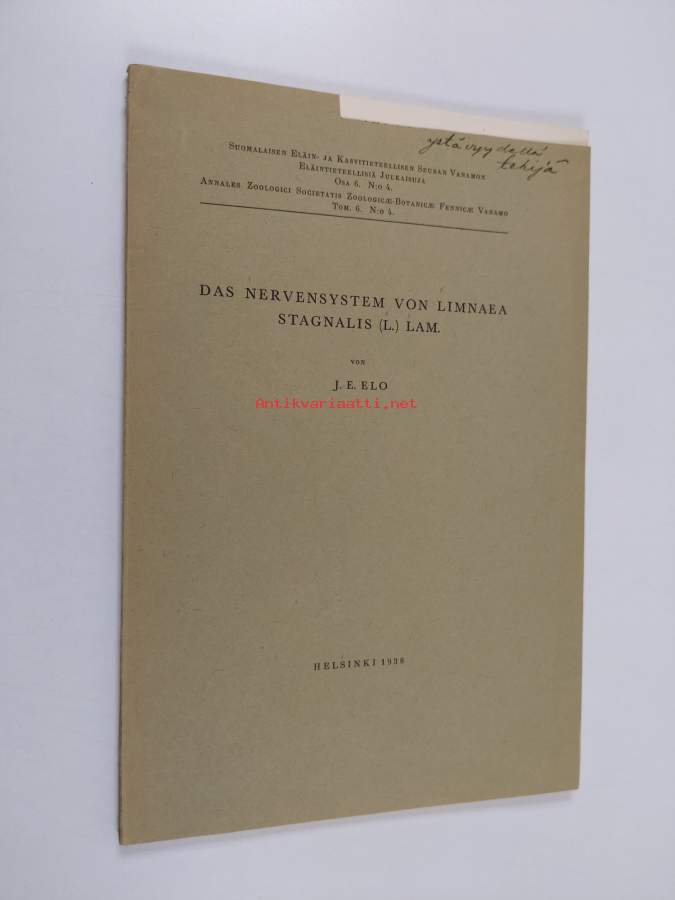 ystävyydellä
tekijä
Suomalaisen Eläin- ja Kasvitieteellisen Seuran Vanamon
Eläintieteellisiä Julkaisuja
Osa 6. N:o 4.
Annales Zoologici Societatis Zoologicæ-Botanicæ Fennicæ Vanamo
Tom. 6. N:o 4.
DAS NERVENSYSTEM VON LIMNAEA
STAGNALIS (L.) LAM.
VON
J. E. ELO
Antikvariaatti.net
HELSINKI 1938